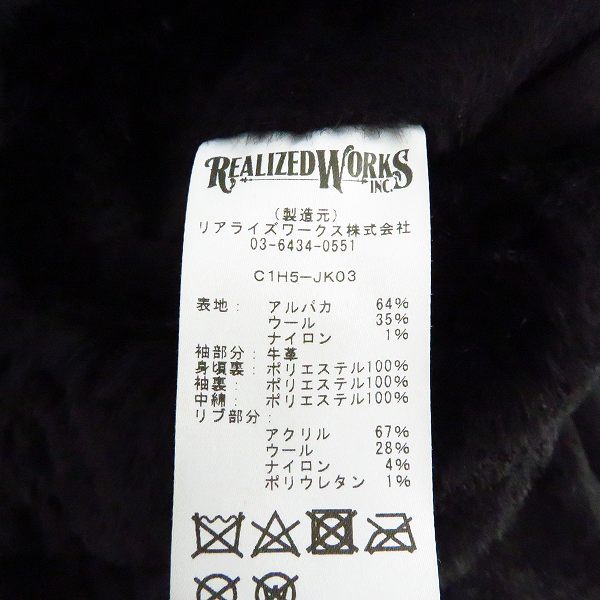 REALIZED WORKS
INC.
(製造元)
リアライズワークス株式会社
03-6434-0551
C1H5-JK03
表地: アルパカ 64%
ウール 35%
ナイロン 1%
袖部分: 牛革
身頃裏: ポリエステル100%
袖裏: ポリエステル100%
中綿: ポリエステル100%
リブ部分:
アクリル 67%
ウール 28%
ナイロン 4%
ポリウレタン 1%